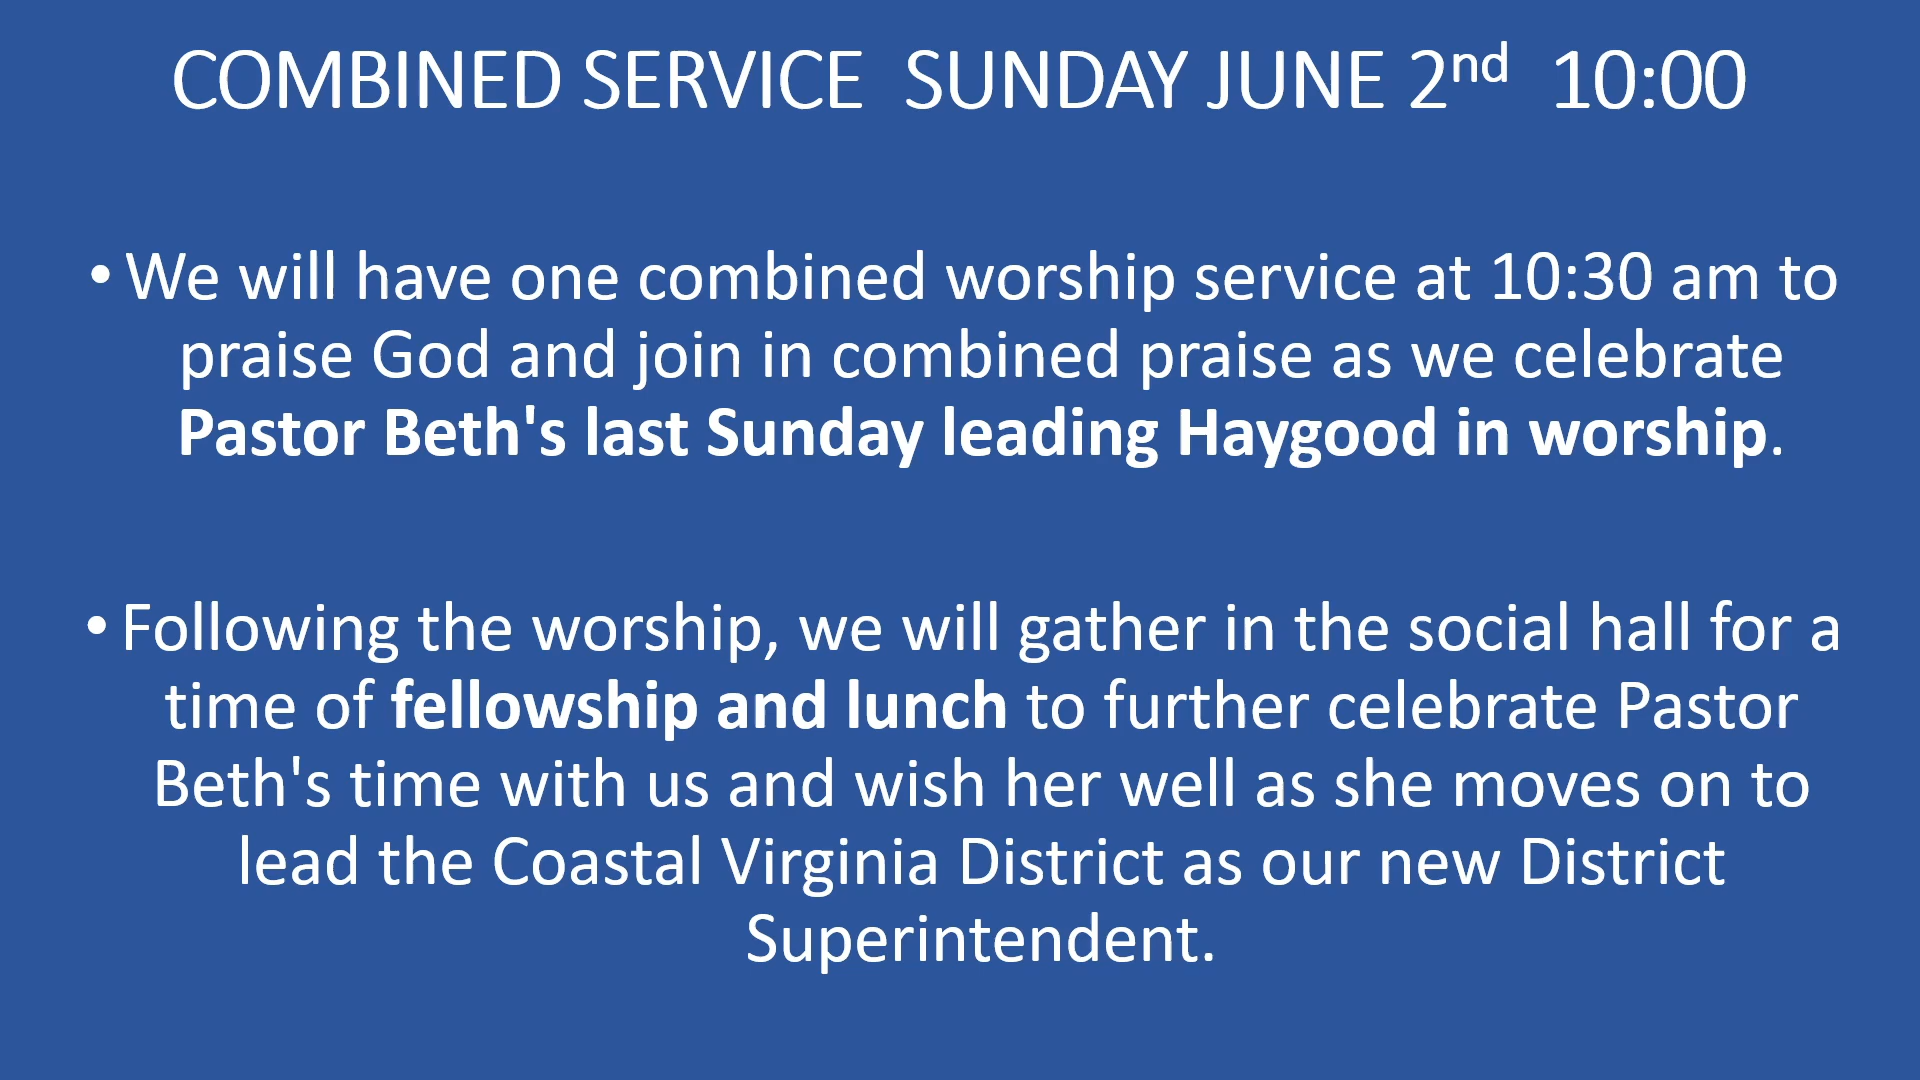 COMBINED SERVICE  SUNDAY JUNE 2nd  10:00
• We will have one combined worship service at 10:30 am to
praise God and join in combined praise as we celebrate
Pastor Beth's last Sunday leading Haygood in worship.
• Following the worship, we will gather in the social hall for a
time of fellowship and lunch to further celebrate Pastor
Beth's time with us and wish her well as she moves on to
lead the Coastal Virginia District as our new District
Superintendent.